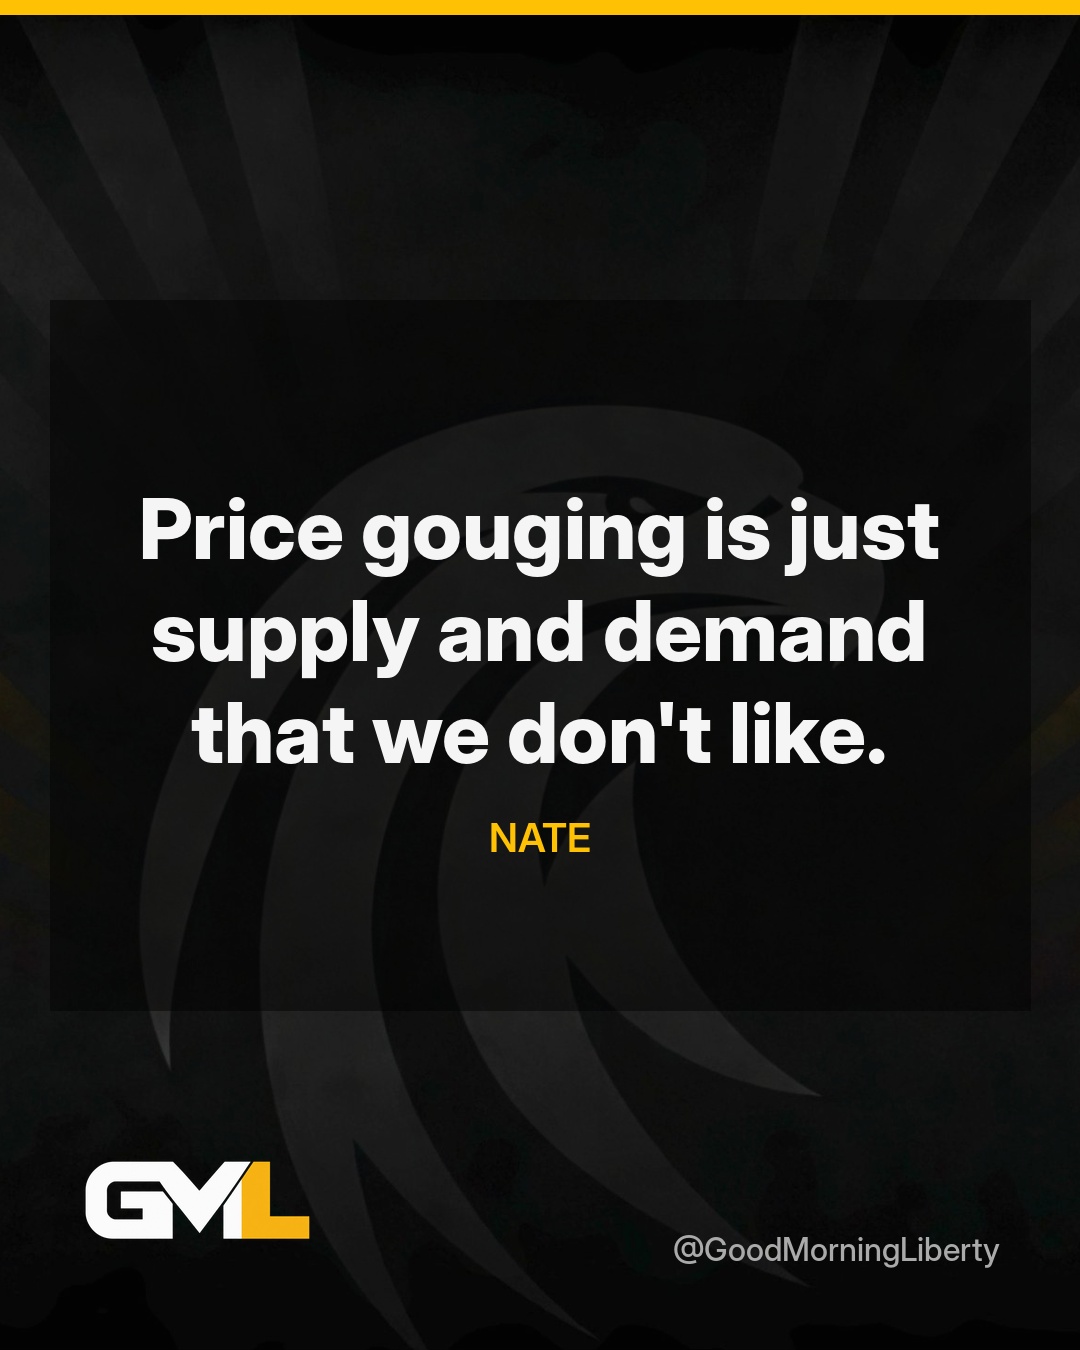 Price gouging is just
supply and demand
that we don't like.
NATE
GML
@GoodMorningLiberty